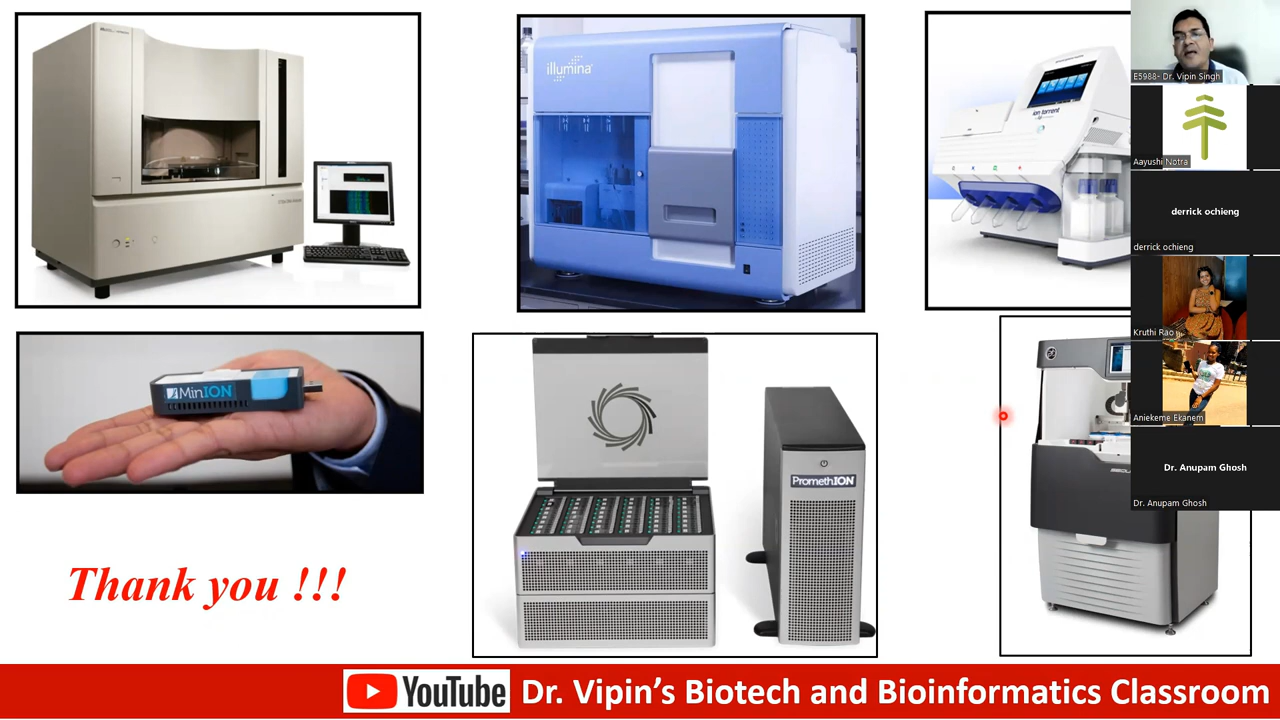 illumina
ion torrent
MinION
PromethION
Thank you !!!
YouTube
Dr. Vipin's Biotech and Bioinformatics Classroom
E5988- Dr. Vipin Singh
Aayushi Notra
derrick ochieng
derrick ochieng
Kruthi Rao
Aniekeme Ekanem
Dr. Anupam Ghosh
Dr. Anupam Ghosh